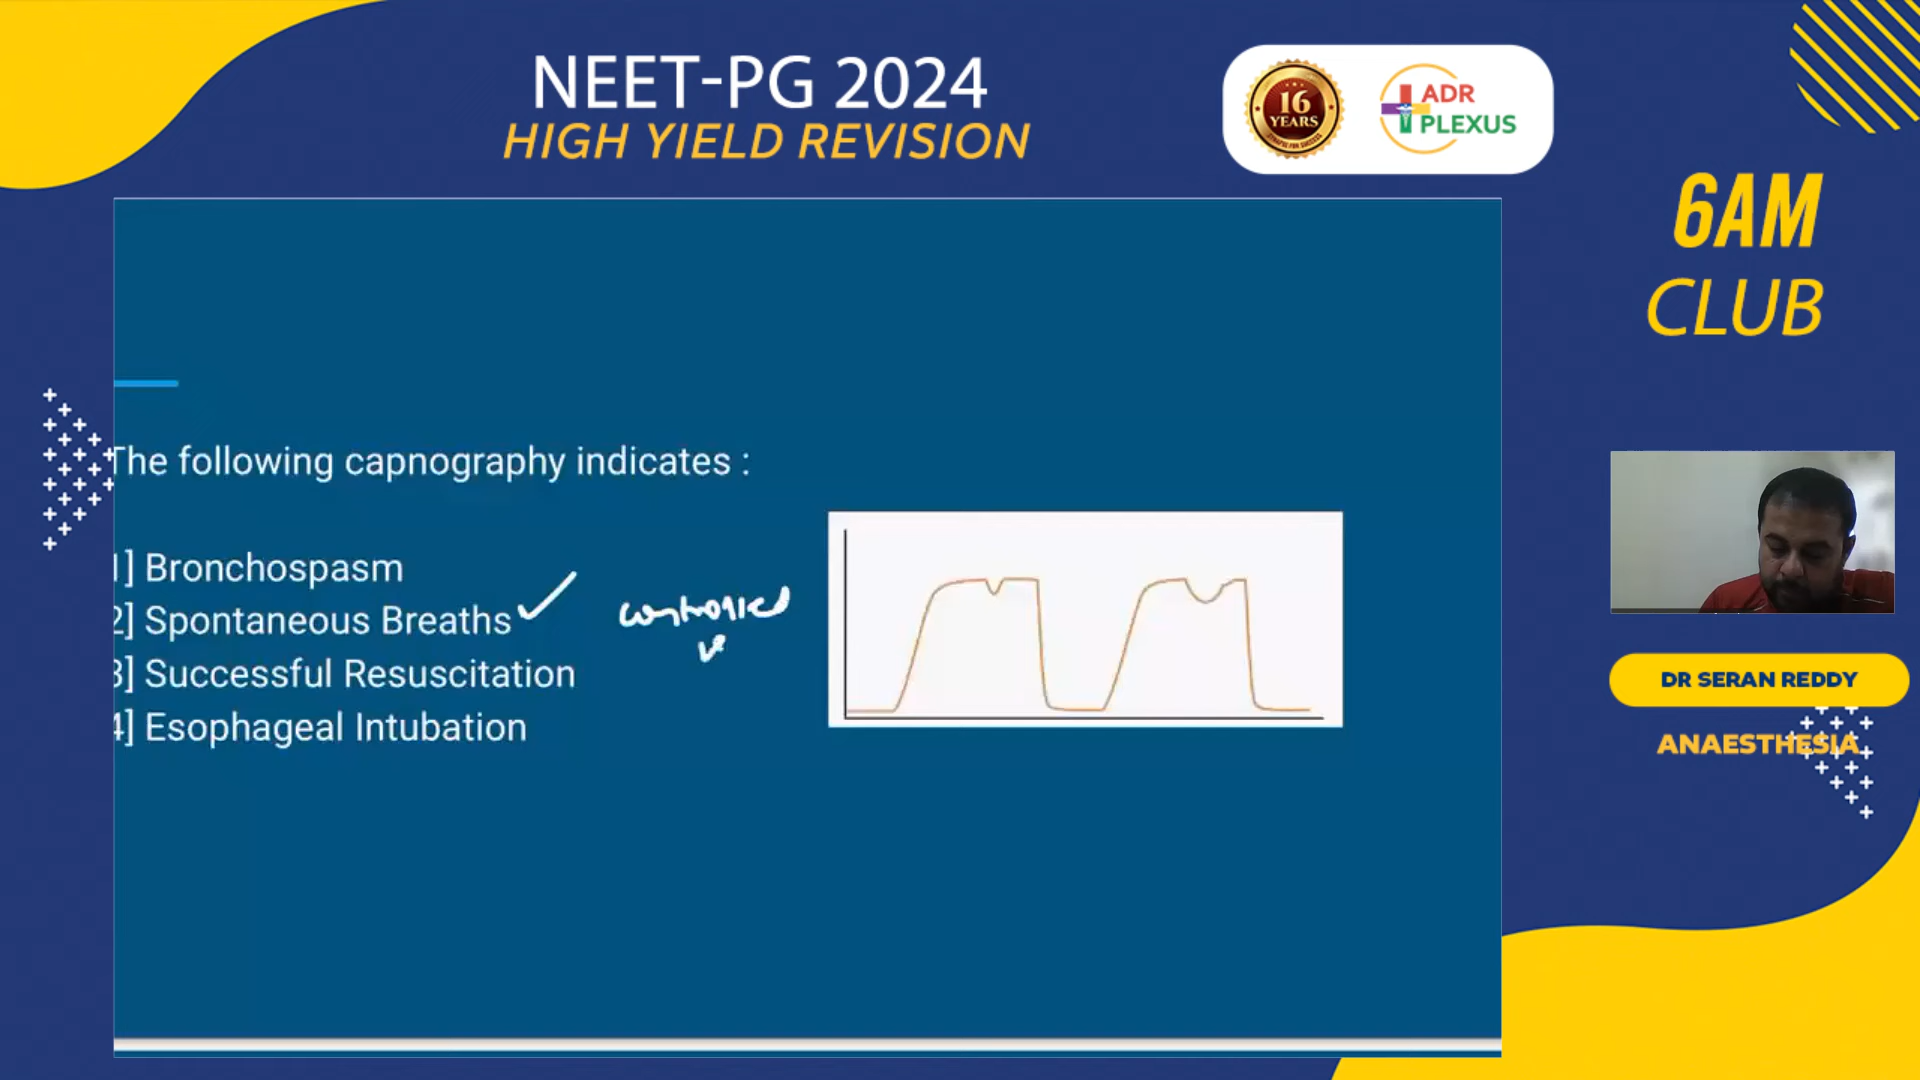 NEET-PG 2024
HIGH YIELD REVISION
16
YEARS
ADR
PLEXUS
6AM
CLUB
The following capnography indicates :
1] Bronchospasm
2] Spontaneous Breaths
controlled
3] Successful Resuscitation
4] Esophageal Intubation
DR SERAN REDDY
ANAESTHESIA